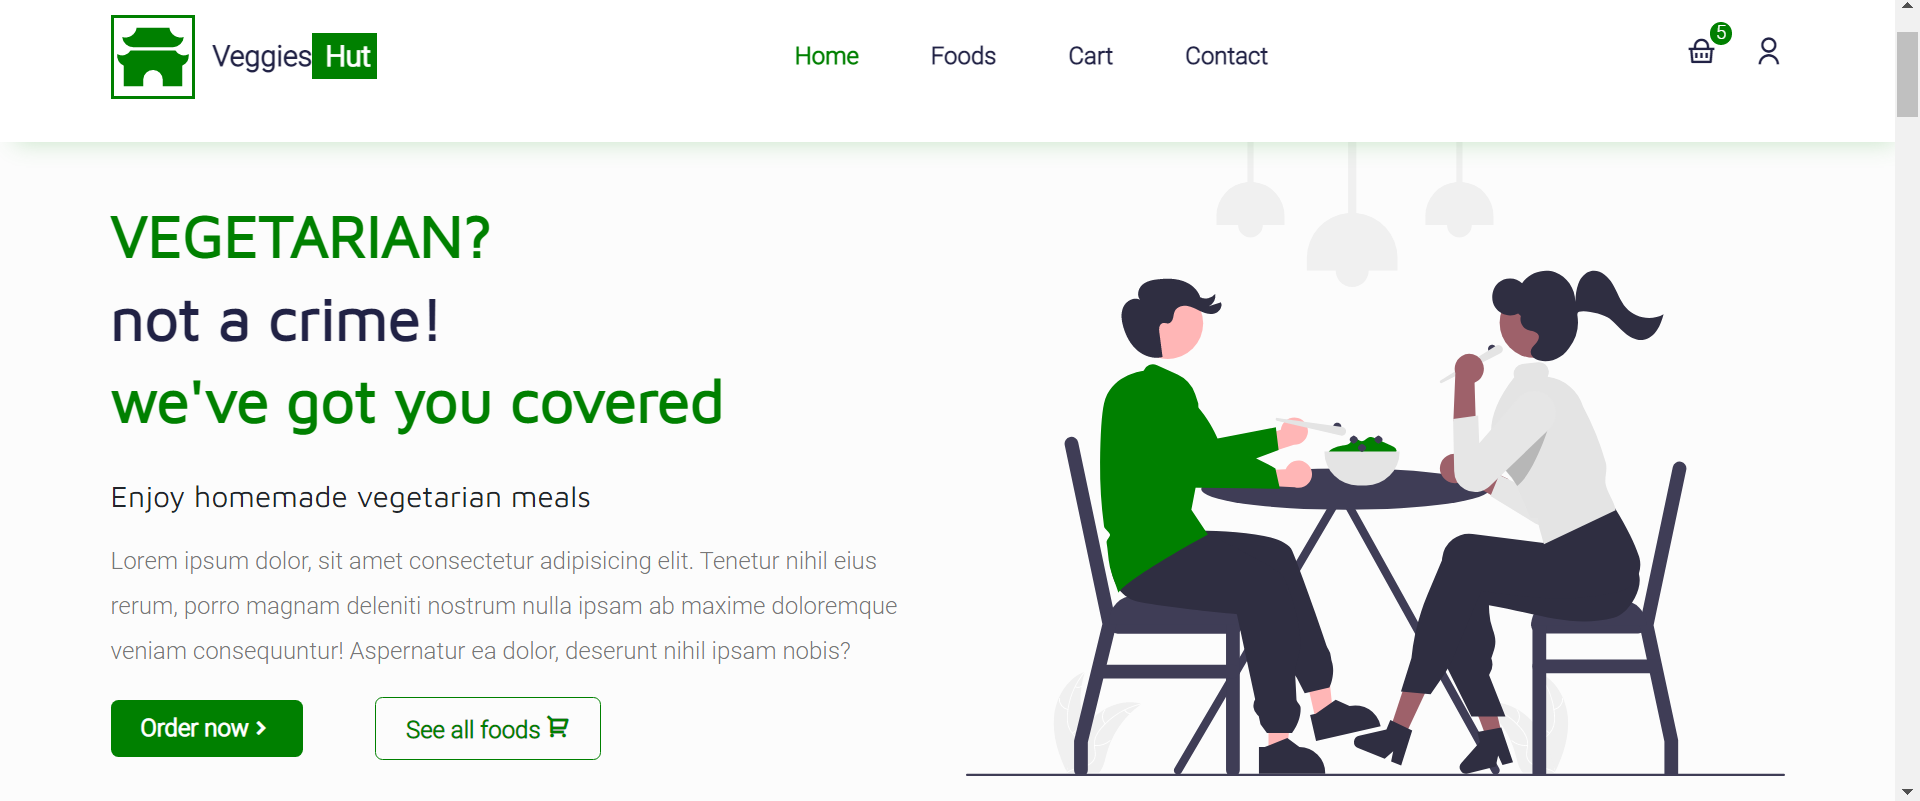 Veggies Hut
Home
Foods
Cart
Contact
5
VEGETARIAN?
not a crime!
we've got you covered
Enjoy homemade vegetarian meals
Lorem ipsum dolor, sit amet consectetur adipisicing elit. Tenetur nihil eius
rerum, porro magnam deleniti nostrum nulla ipsam ab maxime doloremque
veniam consequuntur! Aspernatur ea dolor, deserunt nihil ipsam nobis?
Order now
See all foods